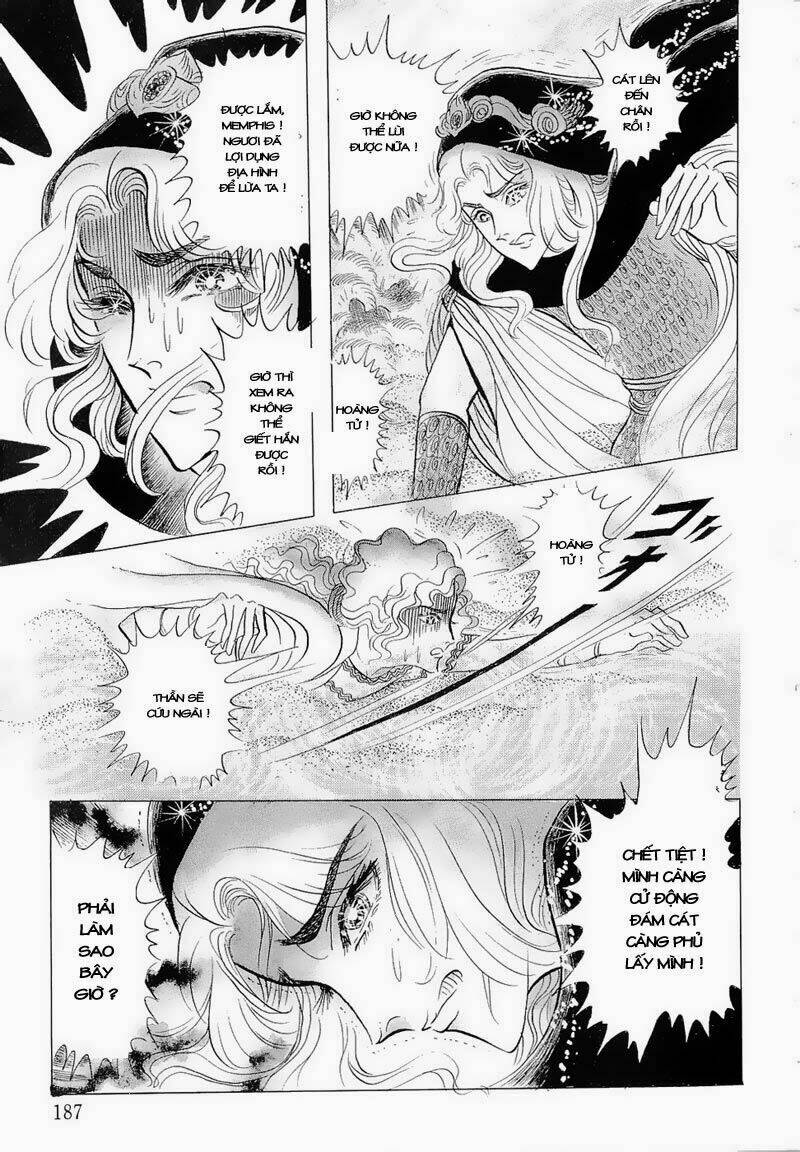 CÁT LÊN
ĐẾN
CHÂN
RỒI !
GIỜ KHÔNG
THỂ LÙI
ĐƯỢC NỮA !
HOÀNG
TỬ !
ĐƯỢC LẮM,
MEMPHIS !
NGƯƠI ĐÃ
LỢI DỤNG
ĐỊA HÌNH
ĐỂ LỪA TA !
GIỜ THÌ
XEM RA
KHÔNG
THỂ
GIẾT HẮN
ĐƯỢC
RỒI !
ゴオ
HOÀNG
TỬ !
THẦN SẼ
CỨU NGÀI !
CHẾT TIỆT !
MÌNH CÀNG
CỬ ĐỘNG
ĐÁM CÁT
CÀNG PHỦ
LẤY MÌNH !
PHẢI
LÀM
SAO
BÂY
GIỜ ?
187